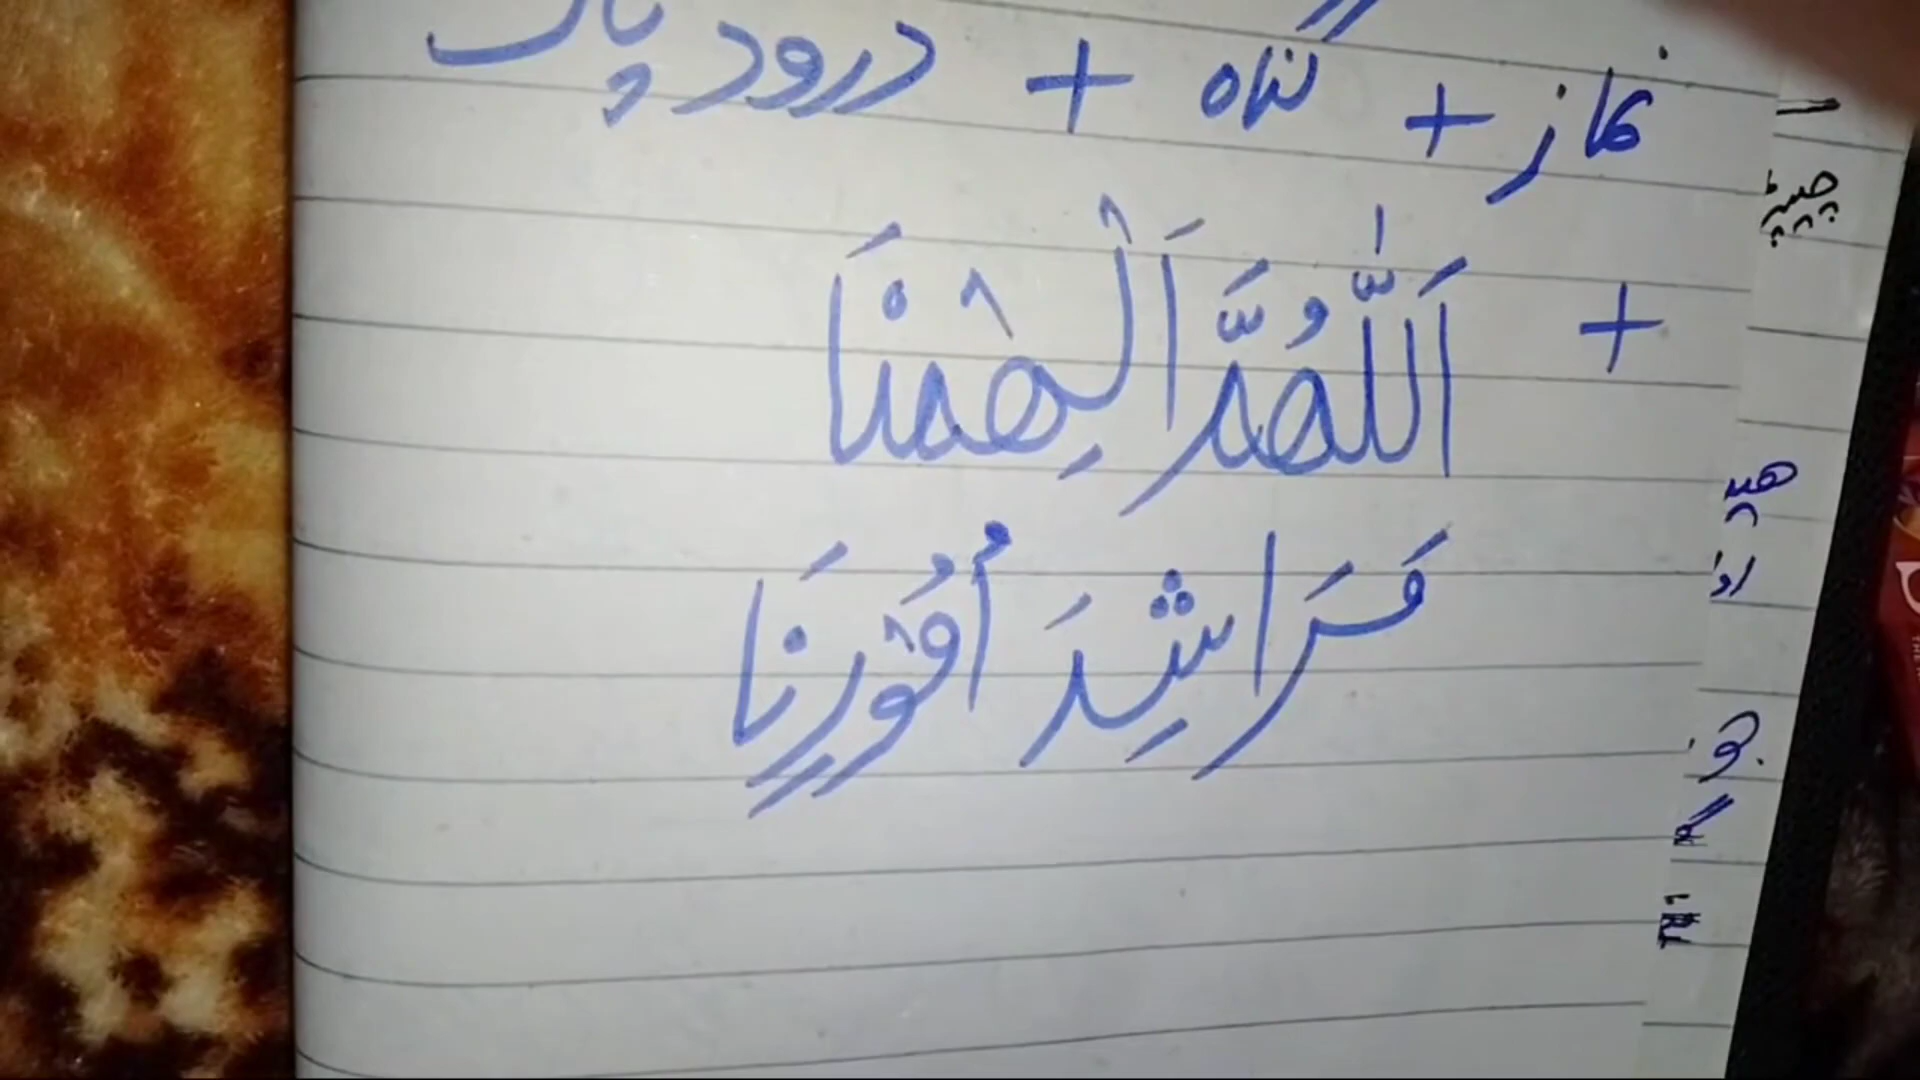 نماز + گناہ + درود پاک
+ اَللّٰهُمَّ اَلْهِمْنَا
مَرَاشِدَ اُمُوْرِنَا